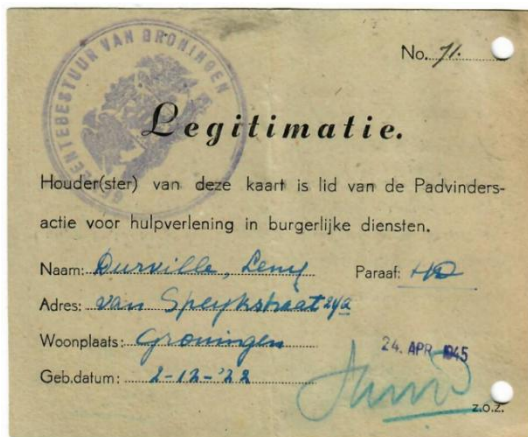 No. 71.
GEMEENTEBESTUUR VAN GRONINGEN
Legitimatie.
Houder(ster) van deze kaart is lid van de Padvinders-
actie voor hulpverlening in burgerlijke diensten.
Naam: Durville, Leny Paraaf: HD
Adres: van Speykstraat 24a
Woonplaats: Groningen
24. APR 1945
Geb.datum: 2-12-'22
z.o.z.